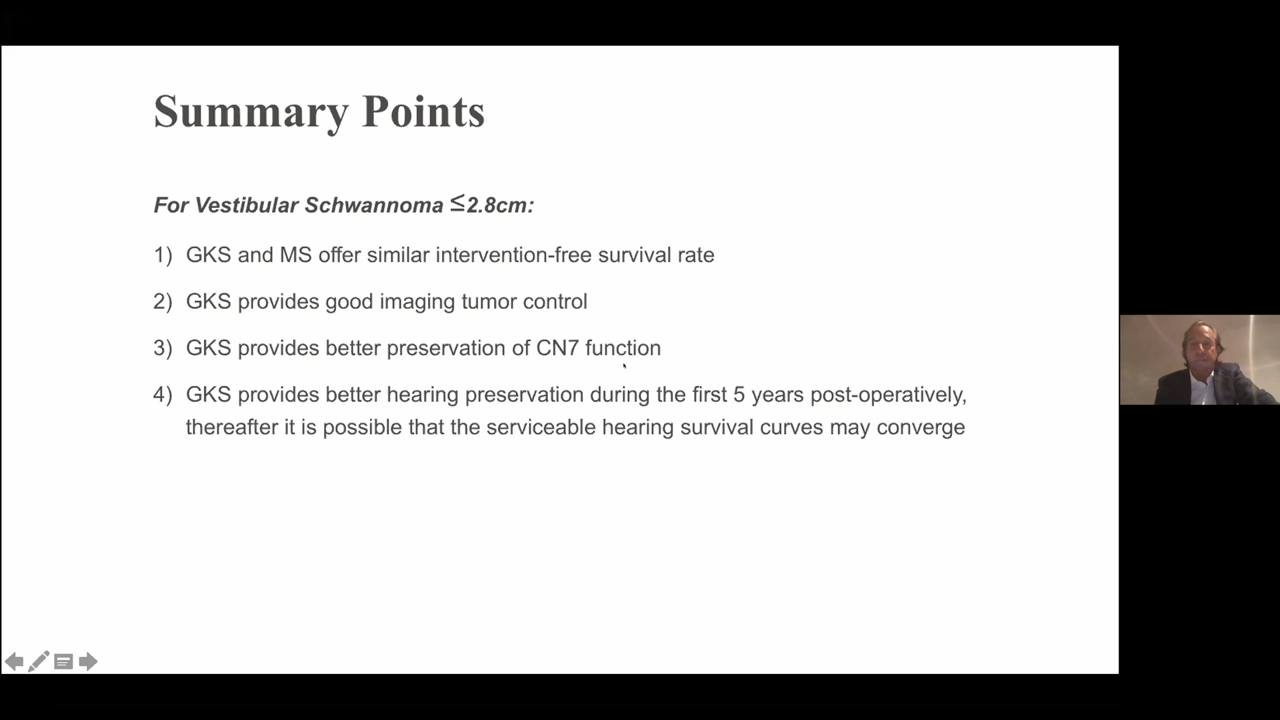 Summary Points
For Vestibular Schwannoma ≤2.8cm:
1) GKS and MS offer similar intervention-free survival rate
2) GKS provides good imaging tumor control
3) GKS provides better preservation of CN7 function
4) GKS provides better hearing preservation during the first 5 years post-operatively,
thereafter it is possible that the serviceable hearing survival curves may converge